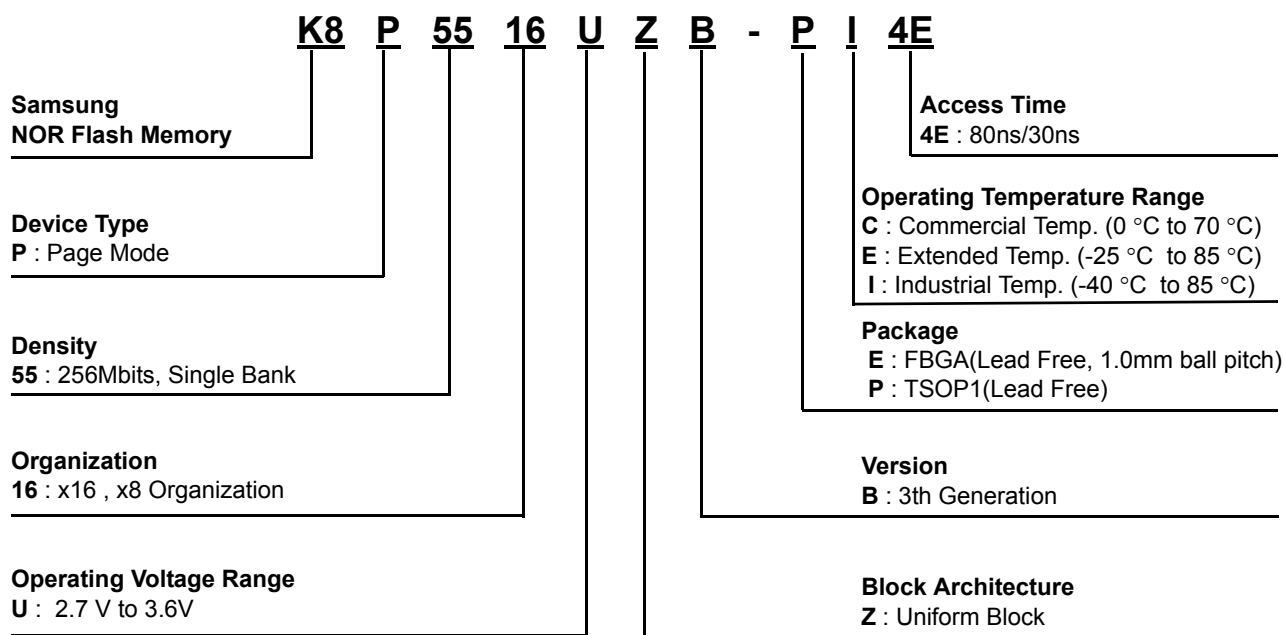 K8 P 55 16 U Z B - P I 4E
Samsung
NOR Flash Memory
Device Type
P : Page Mode
Density
55 : 256Mbits, Single Bank
Organization
16 : x16 , x8 Organization
Operating Voltage Range
U : 2.7 V to 3.6V
Access Time
4E : 80ns/30ns
Operating Temperature Range
C : Commercial Temp. (0 °C to 70 °C)
E : Extended Temp. (-25 °C to 85 °C)
I : Industrial Temp. (-40 °C to 85 °C)
Package
E : FBGA(Lead Free, 1.0mm ball pitch)
P : TSOP1(Lead Free)
Version
B : 3th Generation
Block Architecture
Z : Uniform Block